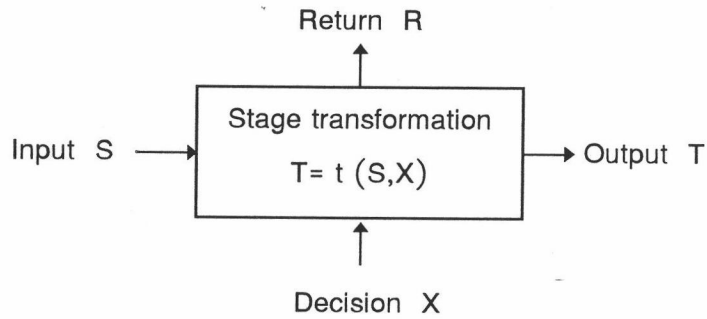 Return R
Stage transformation
Input S
T= t (S,X)
Output T
Decision X